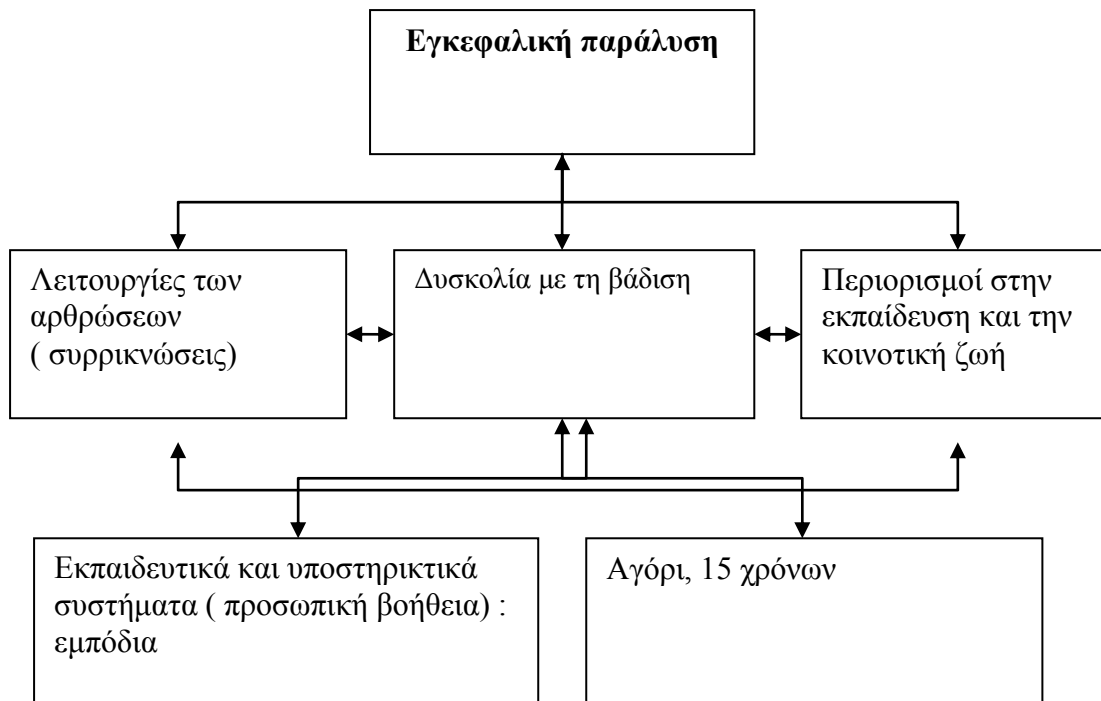 Εγκεφαλική παράλυση
Λειτουργίες των
αρθρώσεων
( συρρικνώσεις)
Δυσκολία με τη βάδιση
Περιορισμοί στην
εκπαίδευση και την
κοινοτική ζωή
Εκπαιδευτικά και υποστηρικτικά
συστήματα ( προσωπική βοήθεια) :
εμπόδια
Αγόρι, 15 χρόνων